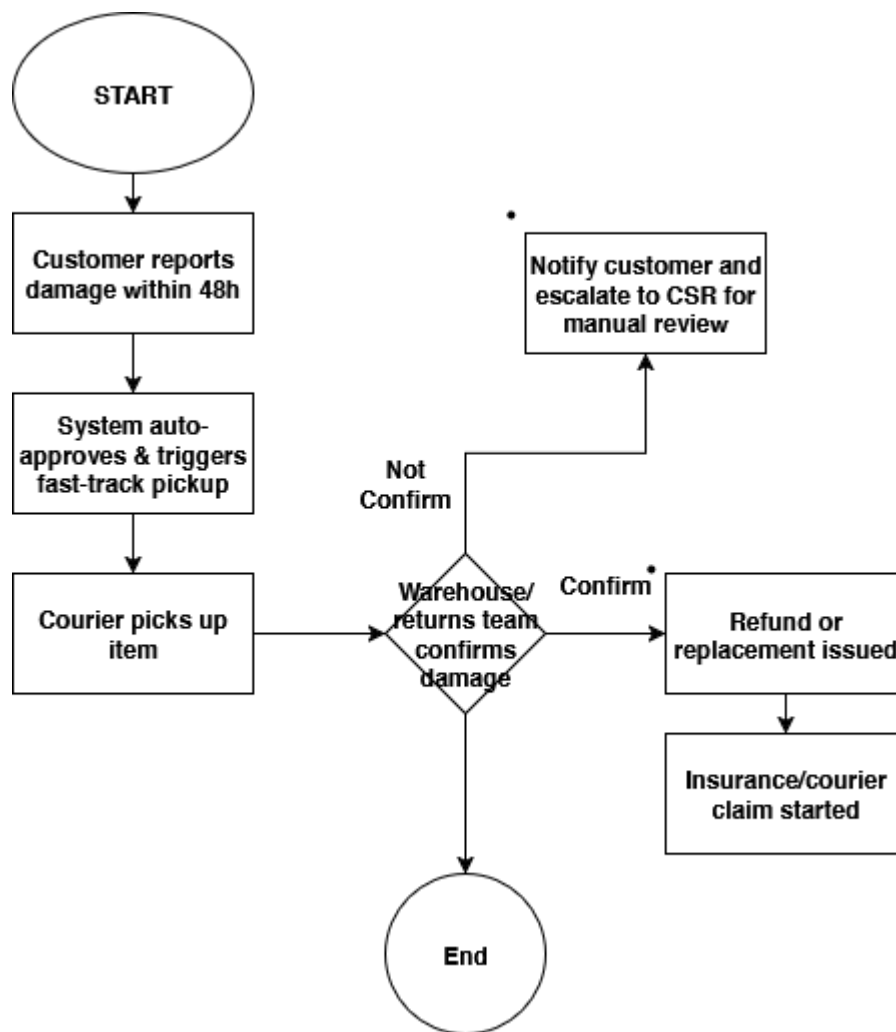 START
Customer reports
damage within 48h
System auto-
approves & triggers
fast-track pickup
Courier picks up
item
Notify customer and
escalate to CSR for
manual review
Not
Confirm
Warehouse/
returns team
confirms
damage
Confirm
Refund or
replacement issued
Insurance/courier
claim started
End